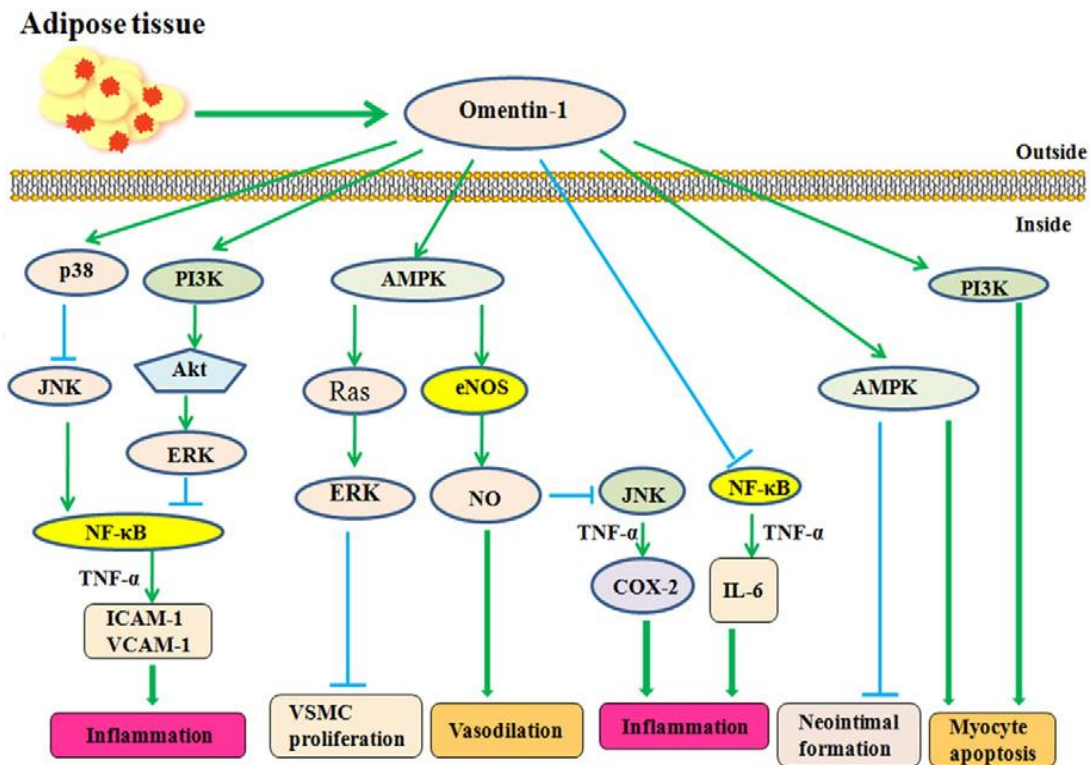 Adipose tissue
Omentin-1
Outside
Inside
p38
PI3K
AMPK
PI3K
JNK
Akt
Ras
eNOS
AMPK
ERK
ERK
NO
JNK
NF-κB
NF-κB
TNF-α
TNF-α
TNF-α
COX-2
IL-6
ICAM-1
VCAM-1
Inflammation
VSMC
proliferation
Vasodilation
Inflammation
Neointimal
formation
Myocyte
apoptosis